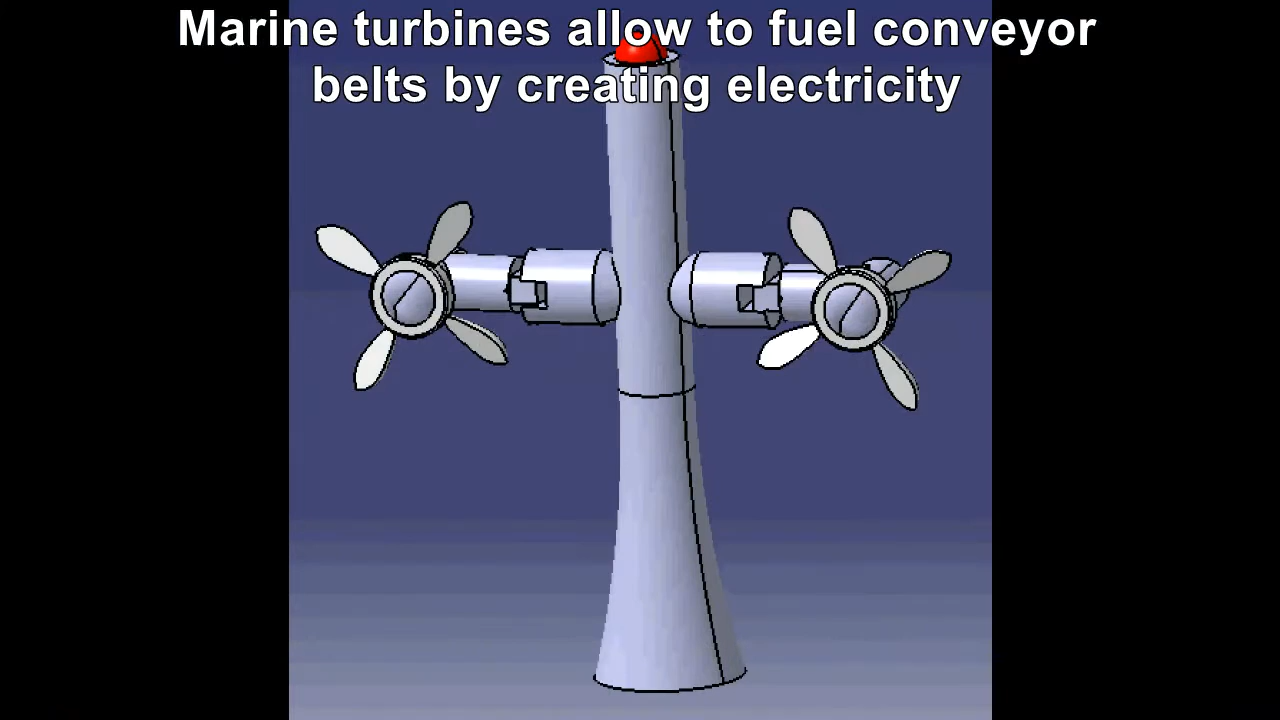 Marine turbines allow to fuel conveyor
belts by creating electricity